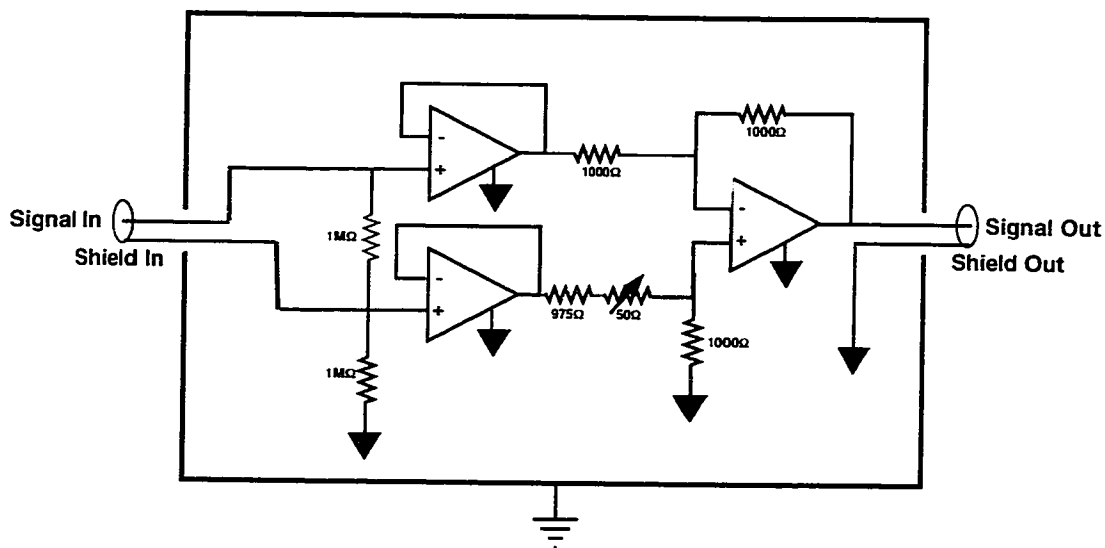 1000Ω
-
+
1000Ω
-
+
Signal In
Shield In
1MΩ
-
+
975Ω
50Ω
1000Ω
1MΩ
Signal Out
Shield Out